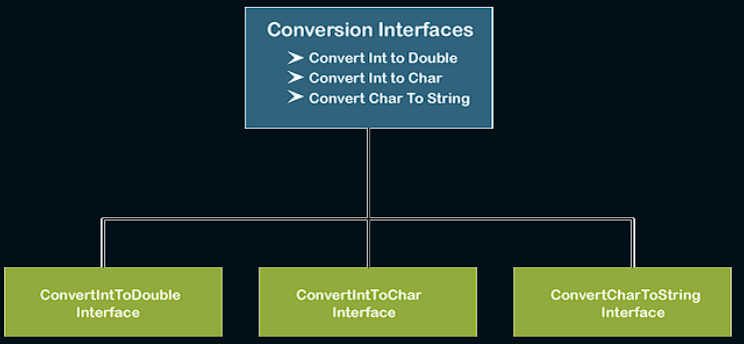 Conversion Interfaces
➢ Convert Int to Double
➢ Convert Int to Char
➢ Convert Char To String
ConvertIntToDouble
Interface
ConvertIntToChar
Interface
ConvertCharToString
Interface